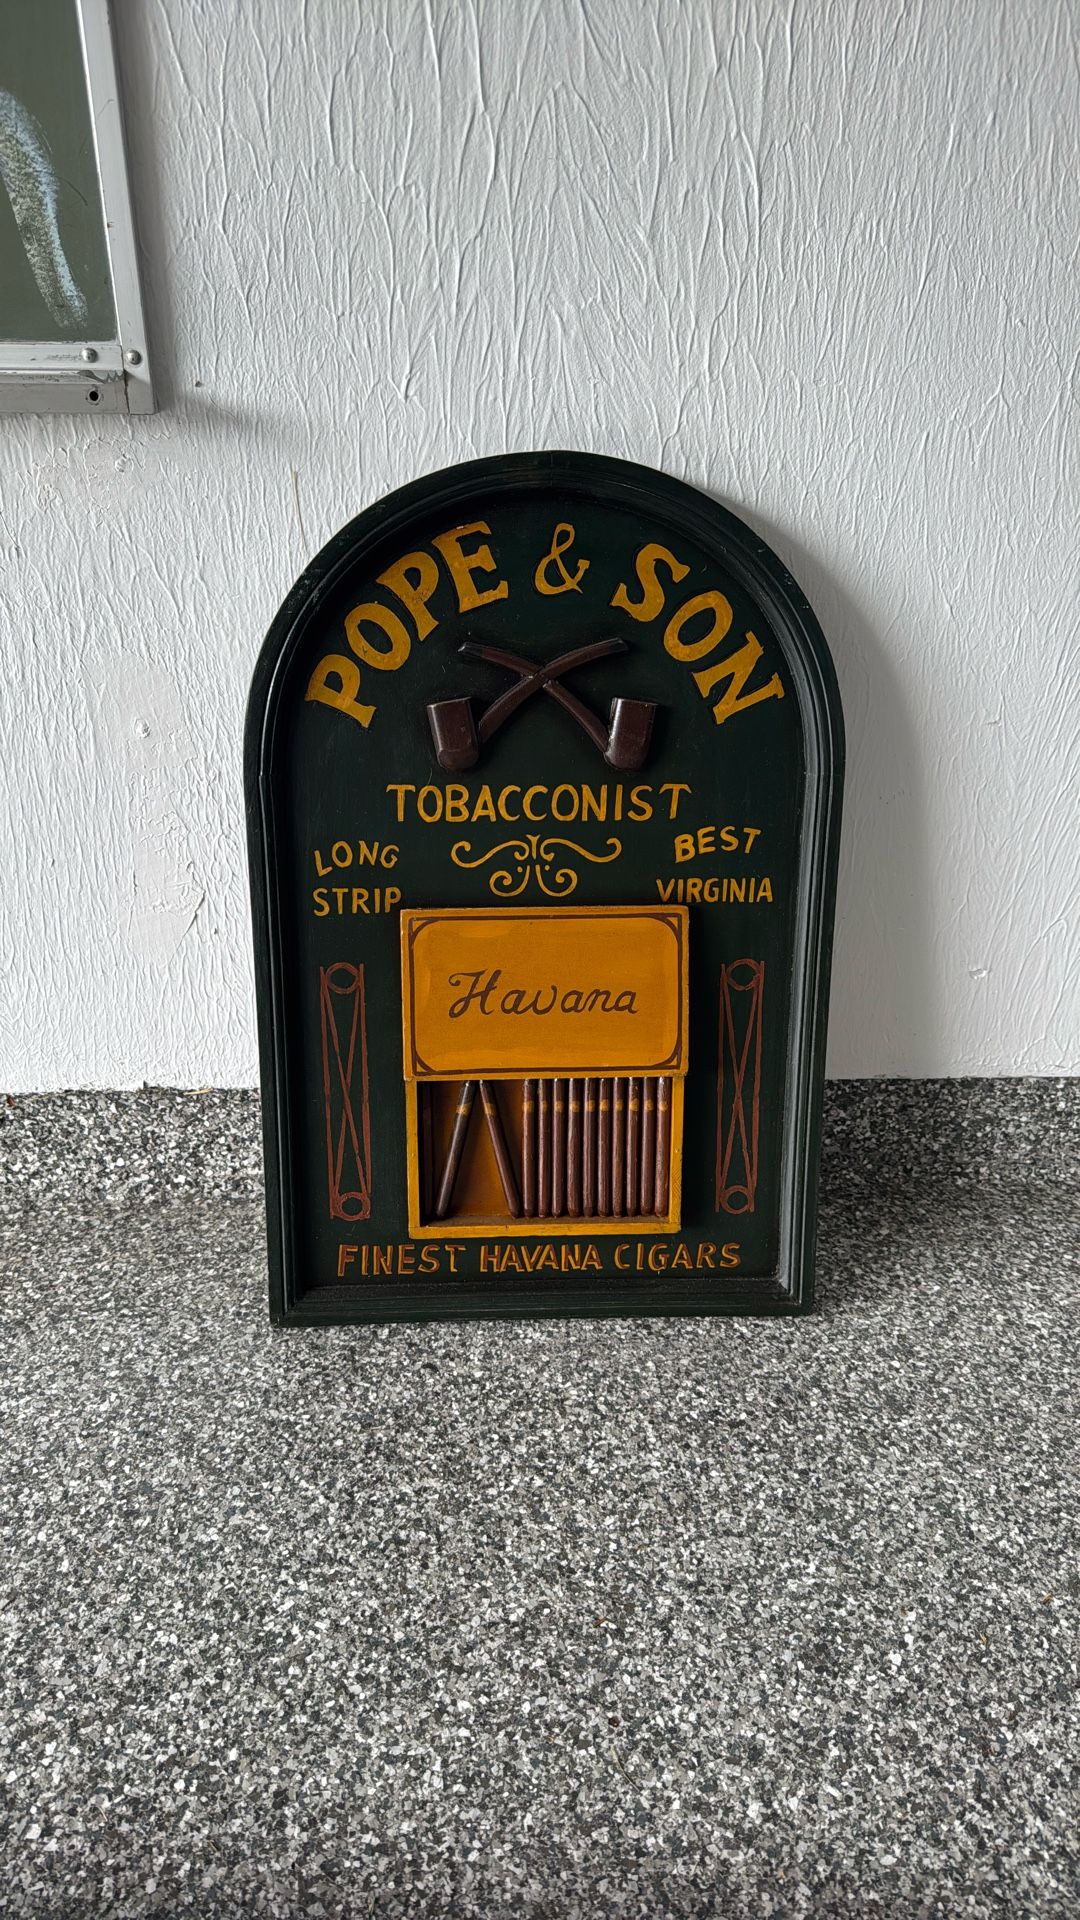 POPE & SON
TOBACCONIST
LONG
STRIP
BEST
VIRGINIA
Havana
FINEST HAVANA CIGARS